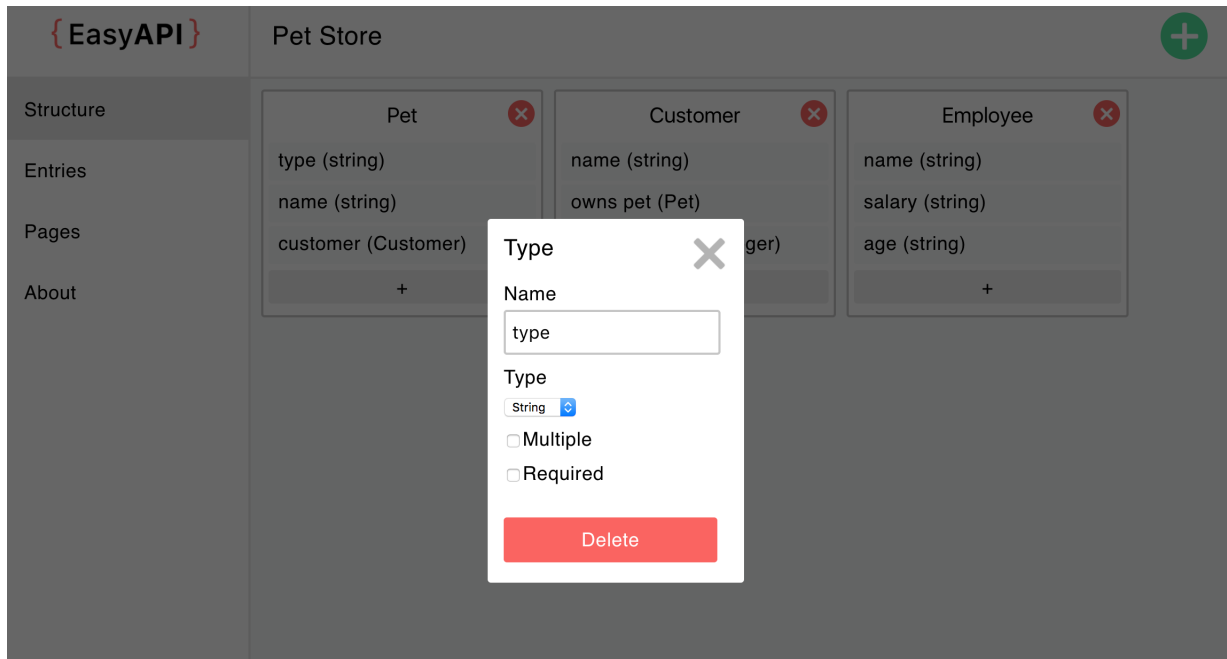 {EasyAPI}
Pet Store
Structure
Entries
Pages
About
Pet
type (string)
name (string)
customer (Customer)
+
Customer
name (string)
owns pet (Pet)
ger)
Employee
name (string)
salary (string)
age (string)
+
Type
Name
type
Type
String
Multiple
Required
Delete